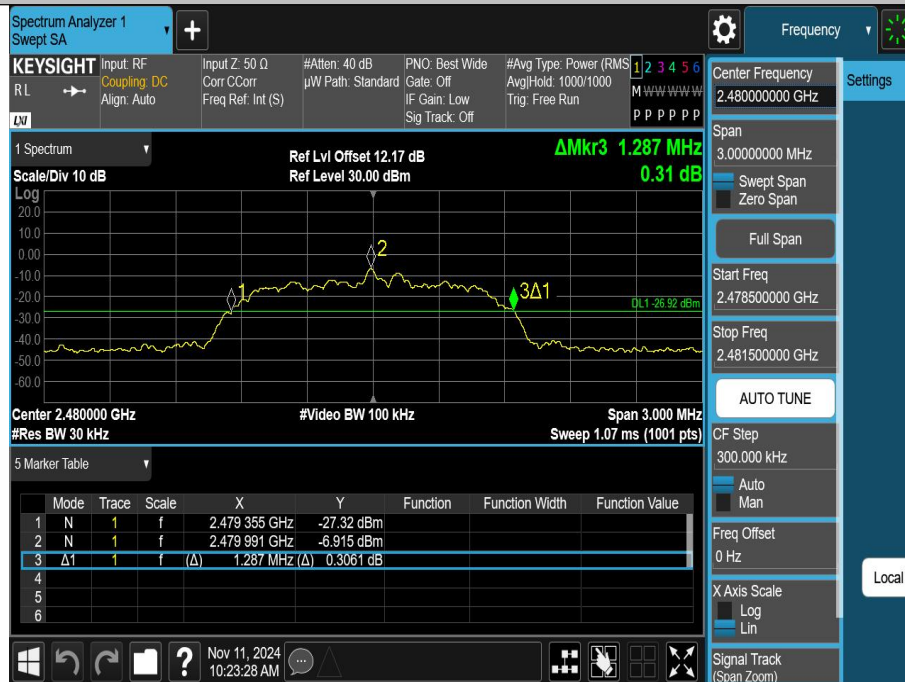 Spectrum Analyzer 1
Swept SA
+
Frequency
KEYSIGHT
RL
LXI
Input: RF
Coupling: DC
Align: Auto
Input Z: 50 Ω
Corr CCorr
Freq Ref: Int (S)
#Atten: 40 dB
µW Path: Standard
PNO: Best Wide
Gate: Off
IF Gain: Low
Sig Track: Off
#Avg Type: Power (RMS
Avg|Hold: 1000/1000
Trig: Free Run
1 2 3 4 5 6
M W W W W W
P P P P P P
1 Spectrum
Scale/Div 10 dB
Ref Lvl Offset 12.17 dB
Ref Level 30.00 dBm
ΔMkr3 1.287 MHz
0.31 dB
Log
20.0
10.0
0.00
-10.0
-20.0
-30.0
-40.0
-50.0
-60.0
1
2
3Δ1
DL1 -26.92 dBm
Center 2.480000 GHz
#Video BW 100 kHz
Span 3.000 MHz
#Res BW 30 kHz
Sweep 1.07 ms (1001 pts)
5 Marker Table
Mode Trace Scale X Y Function Function Width Function Value
1 N 1 f 2.479 355 GHz -27.32 dBm
2 N 1 f 2.479 991 GHz -6.915 dBm
3 Δ1 1 f (Δ) 1.287 MHz (Δ) 0.3061 dB
4
5
6
?
Nov 11, 2024
10:23:28 AM
Center Frequency
2.480000000 GHz
Span
3.00000000 MHz
Swept Span
Zero Span
Full Span
Start Freq
2.478500000 GHz
Stop Freq
2.481500000 GHz
AUTO TUNE
CF Step
300.000 kHz
Auto
Man
Freq Offset
0 Hz
X Axis Scale
Log
Lin
Signal Track
(Span Zoom)
Settings
Local